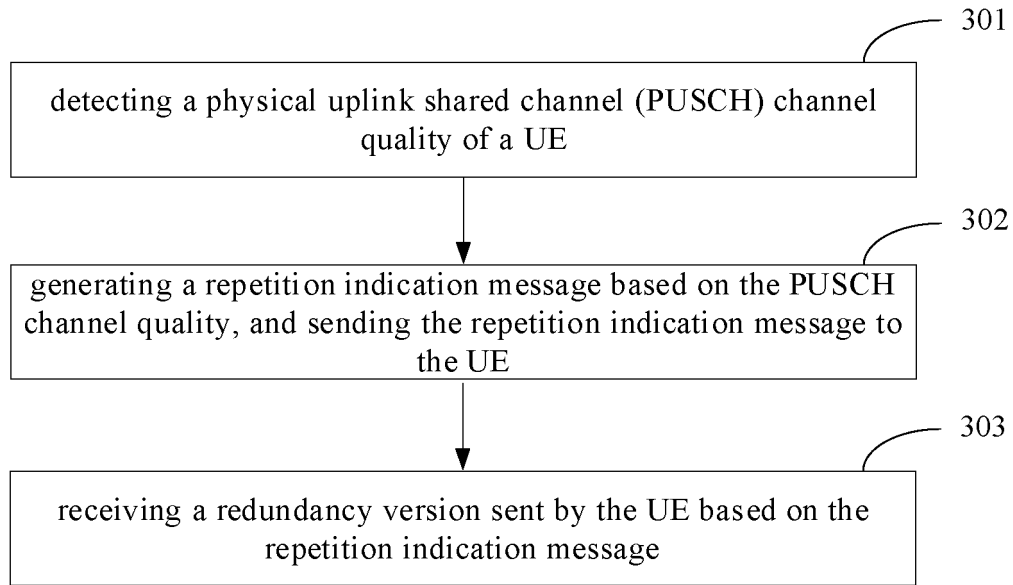 301
detecting a physical uplink shared channel (PUSCH) channel
quality of a UE
302
generating a repetition indication message based on the PUSCH
channel quality, and sending the repetition indication message to
the UE
303
receiving a redundancy version sent by the UE based on the
repetition indication message